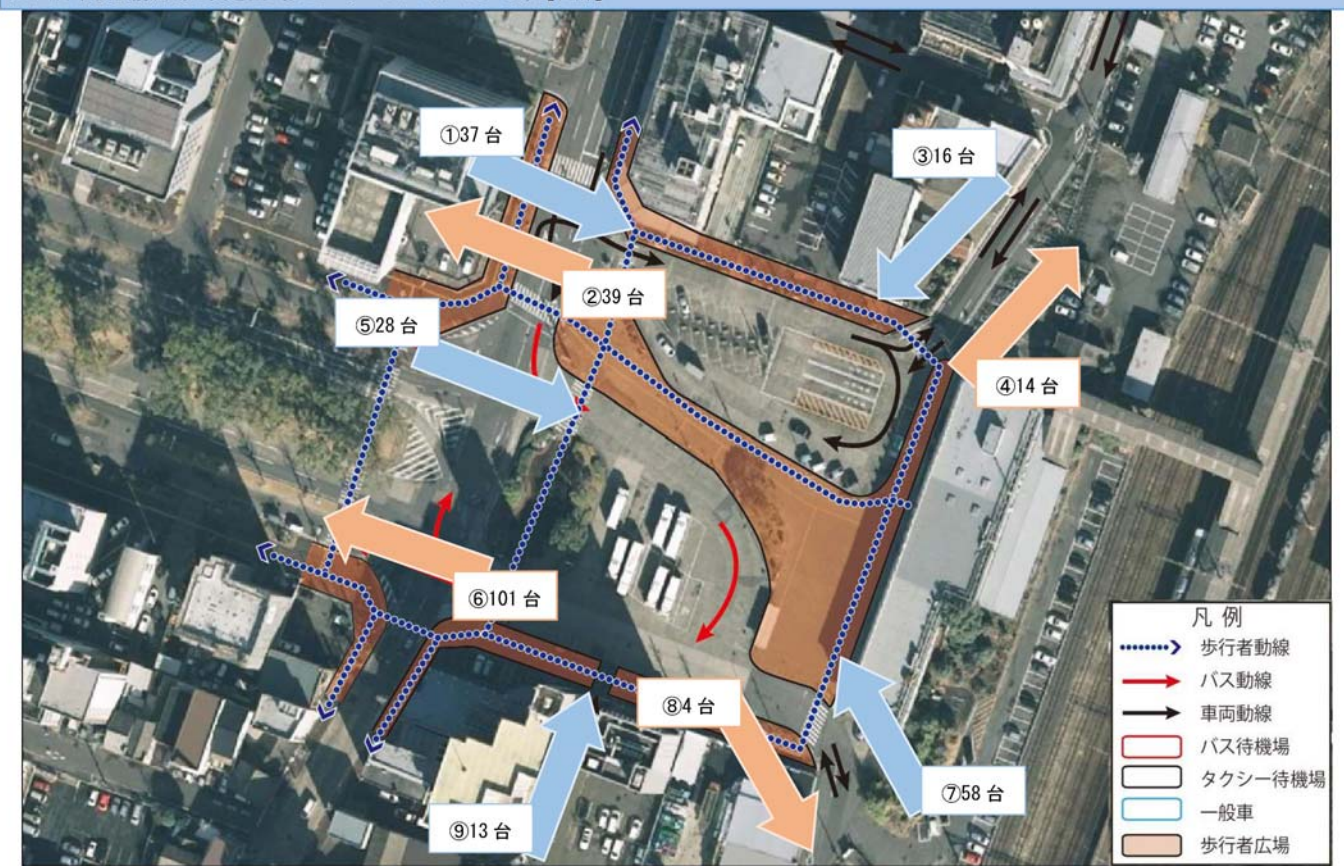 ①37 台
③16 台
②39 台
⑤28 台
④14 台
⑥101 台
⑧4 台
⑦58 台
⑨13 台
凡 例
歩行者動線
バス動線
車両動線
バス待機場
タクシー待機場
一般車
歩行者広場